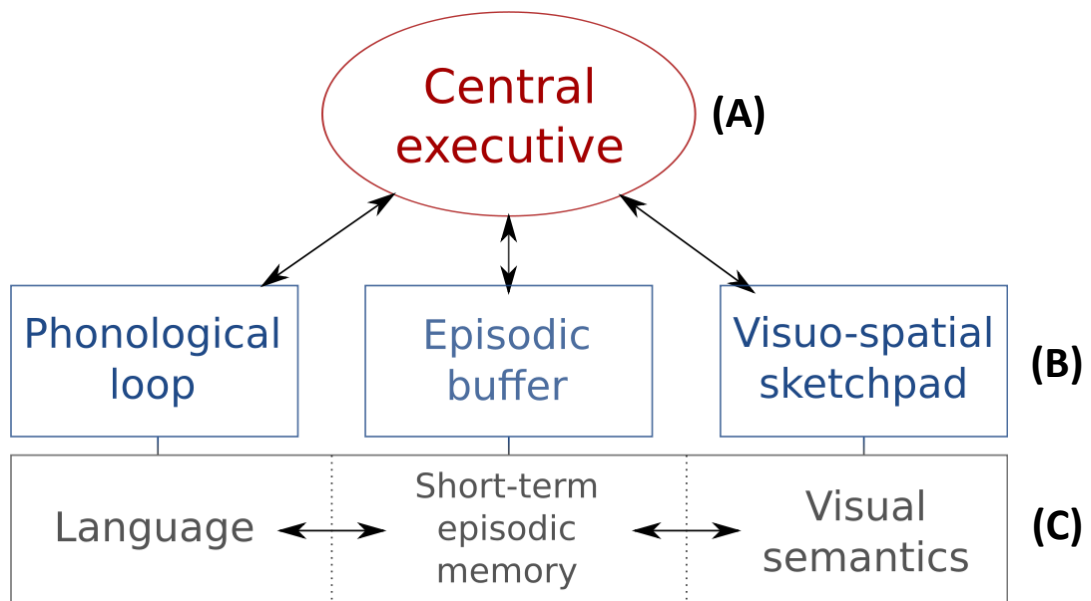 Central
executive
(A)
Phonological
loop
Episodic
buffer
Visuo-spatial
sketchpad
(B)
Language
Short-term
episodic
memory
Visual
semantics
(C)